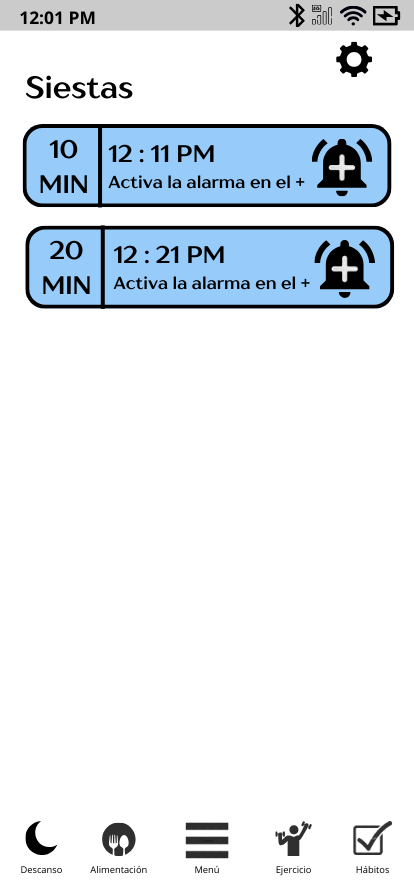 12:01 PM
Siestas
10
MIN
12 : 11 PM
Activa la alarma en el +
20
MIN
12 : 21 PM
Activa la alarma en el +
Descanso Alimentación Menú Ejercicio Hábitos